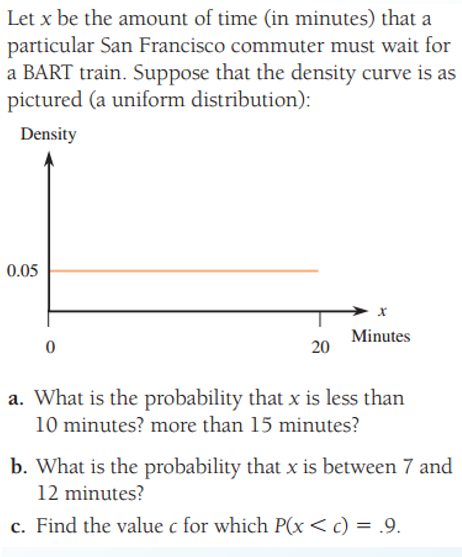 Let x be the amount of time (in minutes) that a
particular San Francisco commuter must wait for
a BART train. Suppose that the density curve is as
pictured (a uniform distribution):
Density
0.05
x
Minutes
0
20
a. What is the probability that x is less than
10 minutes? more than 15 minutes?
b. What is the probability that x is between 7 and
12 minutes?
c. Find the value c for which P(x < c) = .9.